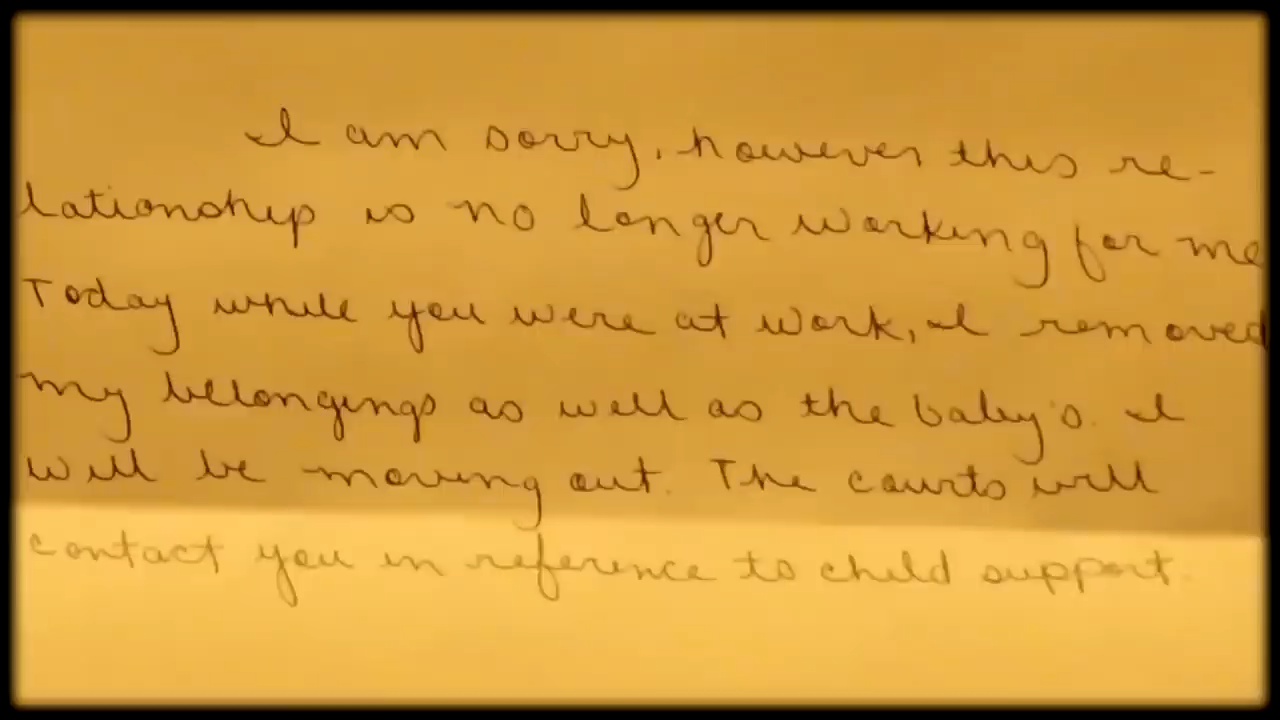 I am sorry, however this re-
lationship is no longer working for me
Today while you were at work, I removed
my belongings as well as the baby's. I
will be moving out. The courts will
contact you in reference to child support.